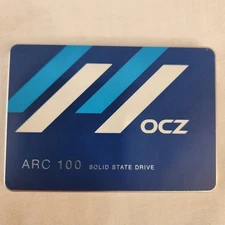 OCZ
ARC 100 SOLID STATE DRIVE